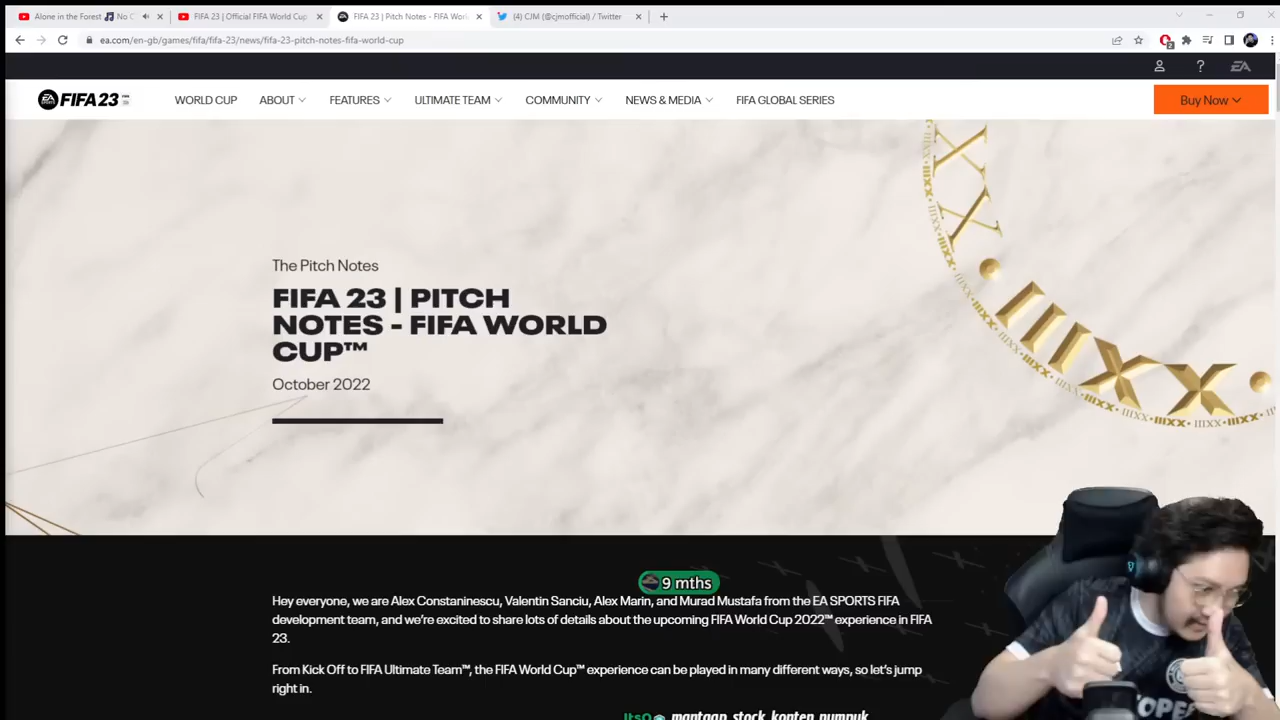 Alone in the Forest 🎵 No C
FIFA 23 | Official FIFA World Cup
FIFA 23 | Pitch Notes - FIFA Worl
(4) CJM (@cjmofficial) / Twitter
ea.com/en-gb/games/fifa/fifa-23/news/fifa-23-pitch-notes-fifa-world-cup
2
EA
EA SPORTS FIFA 23
WORLD CUP
ABOUT
FEATURES
ULTIMATE TEAM
COMMUNITY
NEWS & MEDIA
FIFA GLOBAL SERIES
Buy Now
The Pitch Notes
FIFA 23 | PITCH
NOTES - FIFA WORLD
CUP™
October 2022
9 mths
Hey everyone, we are Alex Constaninescu, Valentin Sanciu, Alex Marin, and Murad Mustafa from the EA SPORTS FIFA
development team, and we're excited to share lots of details about the upcoming FIFA World Cup 2022™ experience in FIFA
23.
From Kick Off to FIFA Ultimate Team™, the FIFA World Cup™ experience can be played in many different ways, so let's jump
right in.
ItsO mantaap stock konten numpuk